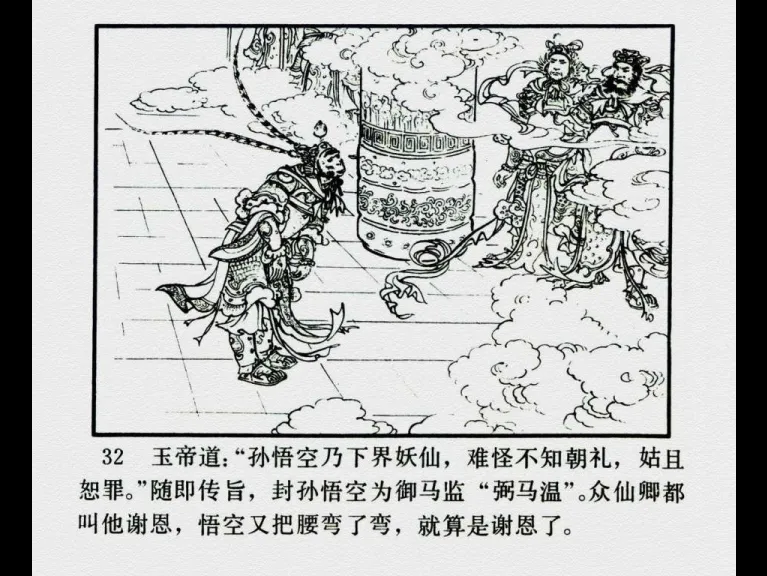 32 玉帝道：“孙悟空乃下界妖仙，难怪不知朝礼，姑且
恕罪。”随即传旨，封孙悟空为御马监“弼马温”。众仙卿都
叫他谢恩，悟空又把腰弯了弯，就算是谢恩了。